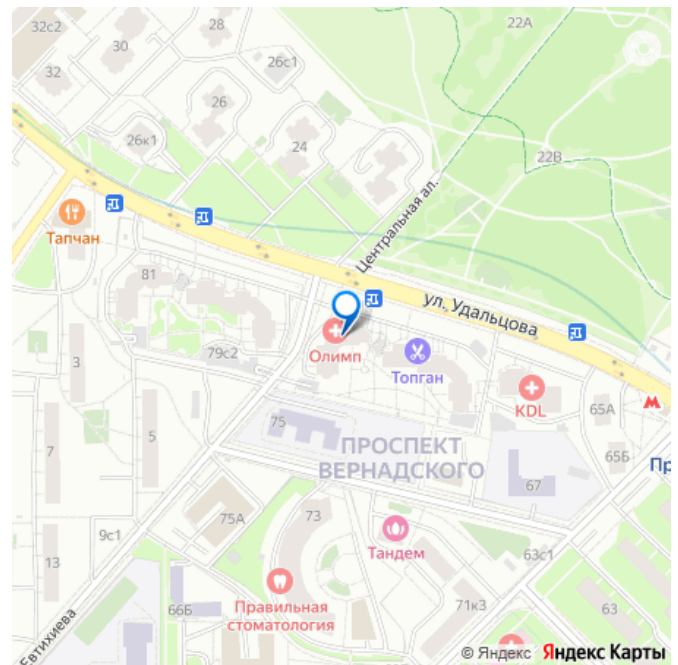 22А
32с2
28
30
26с1
32
26
24
26к1
22В
Центральная ал.
Тапчан
81
ул. Удальцова
Олимп
79с2
3
Топган
KDL
65А
75
5
ПРОСПЕКТ
ВЕРНАДСКОГО
65Б
Пр
7
67
75А
73
9с1
Тандем
63с1
13
66Б
Правильная
стоматология
71к3
63
Евтихиева
© Яндекс Яндекс Карты